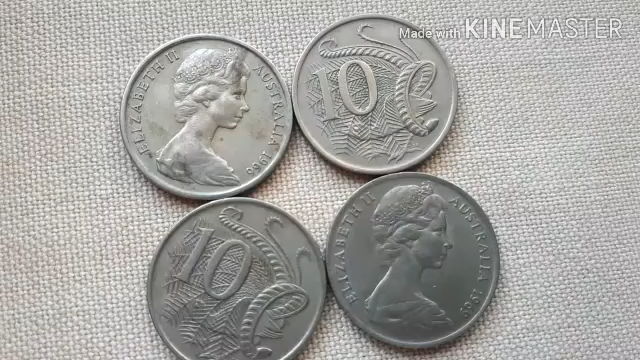 Made with KINEMASTER
ELIZABETH II AUSTRALIA 1966
10
10
ELIZABETH II AUSTRALIA 1969